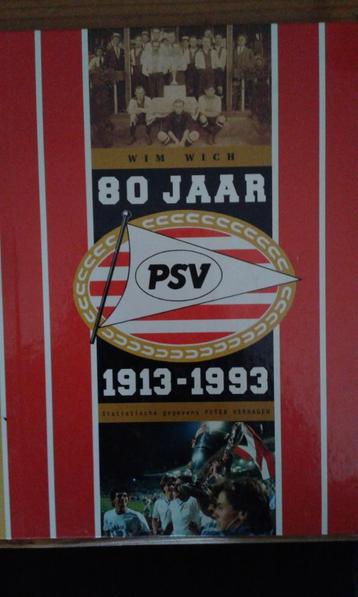 WIM WICH
80 JAAR
PSV
1913-1993
Statistische gegevens PETER VERHAGEN